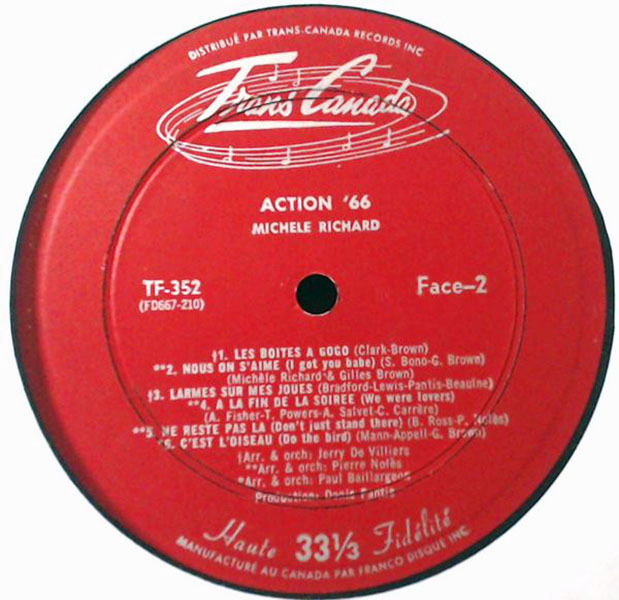 DISTRIBUÉ PAR TRANS-CANADA RECORDS INC
Trans Canada
ACTION '66
MICHELE RICHARD
TF-352
(FD667-210)
Face-2
†1. LES BOITES A GOGO (Clark-Brown)
**2. NOUS ON S'AIME (I got you babe) (S. Bono-G. Brown)
(Michèle Richard & Gilles Brown)
†3. LARMES SUR MES JOUES (Bradford-Lewis-Pantis-Beaulne)
**4. A LA FIN DE LA SOIREE (We were lovers)
(A. Fisher-T. Powers-A. Salvet-C. Carrère)
**5. NE RESTE PAS LA (Don't just stand there) (B. Ross-P. Nolès)
*6. C'EST L'OISEAU (Do the bird) (Mann-Appell-G. Brown)
†Arr. & orch: Jerry De Villiers
**Arr. & orch: Pierre Nolès
*Arr. & orch: Paul Baillargeon
Production: Denis Pantis
Haute 33⅓ Fidélité
MANUFACTURÉ AU CANADA PAR FRANCO DISQUE INC